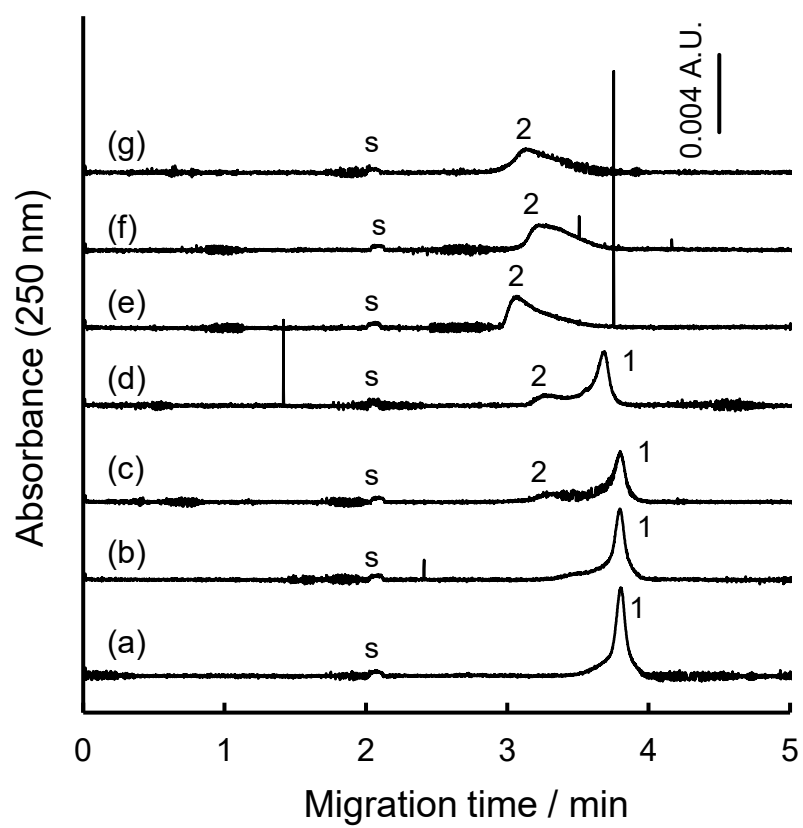 0.004 A.U.
(g) s 2
(f) s 2
(e) s 2
(d) s 2 1
(c) s 2 1
(b) s 1
(a) s 1
Absorbance (250 nm)
0 1 2 3 4 5
Migration time / min